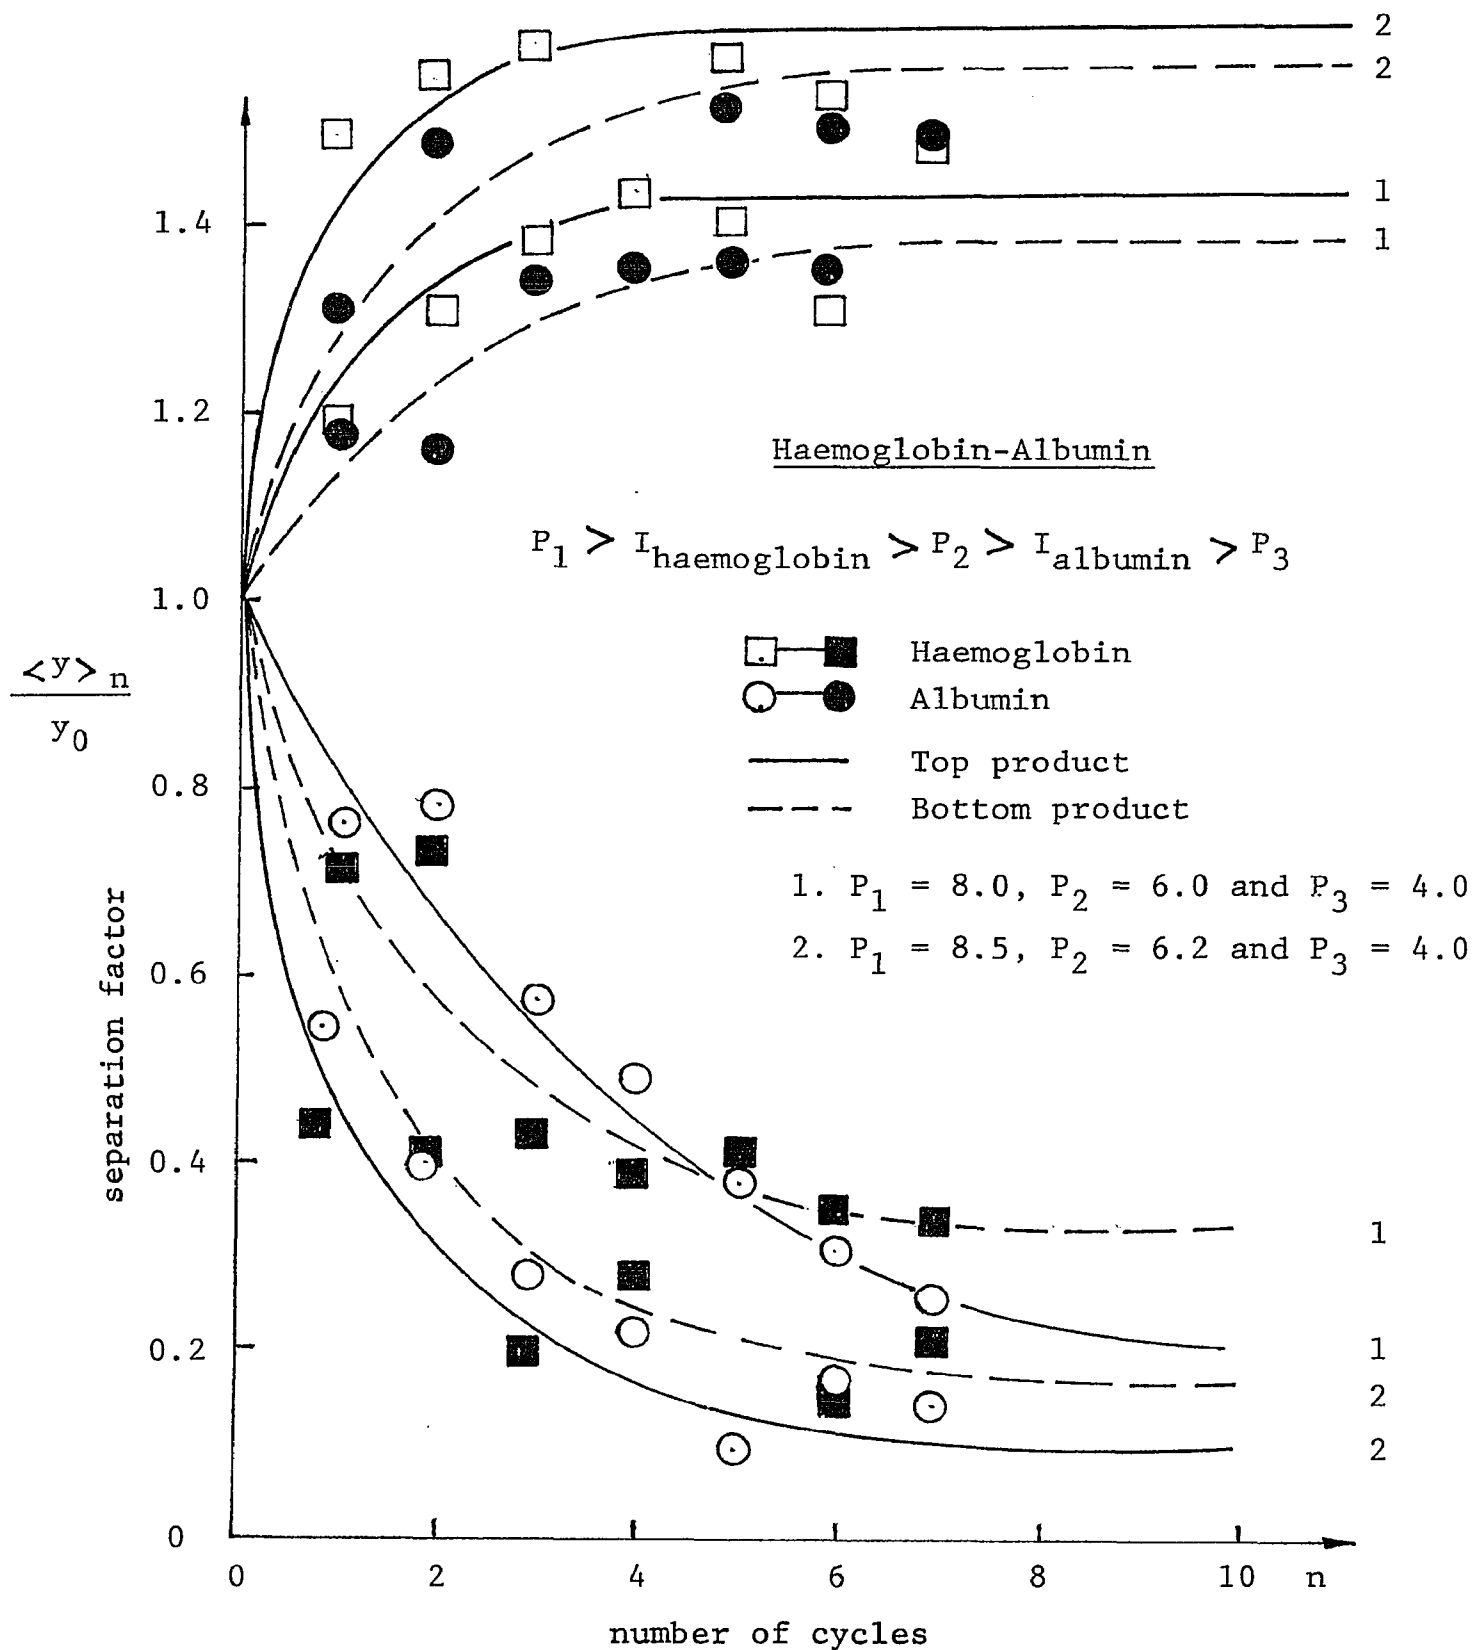 2
2
1
1
1.4
1.2
1.0
0.8
0.6
0.4
0.2
0
Haemoglobin-Albumin
P1 > Ihaemoglobin > P2 > Ialbumin > P3
<y>n
y0
separation factor
Haemoglobin
Albumin
Top product
Bottom product
1. P1 = 8.0, P2 = 6.0 and P3 = 4.0
2. P1 = 8.5, P2 = 6.2 and P3 = 4.0
1
1
2
2
0 2 4 6 8 10 n
number of cycles